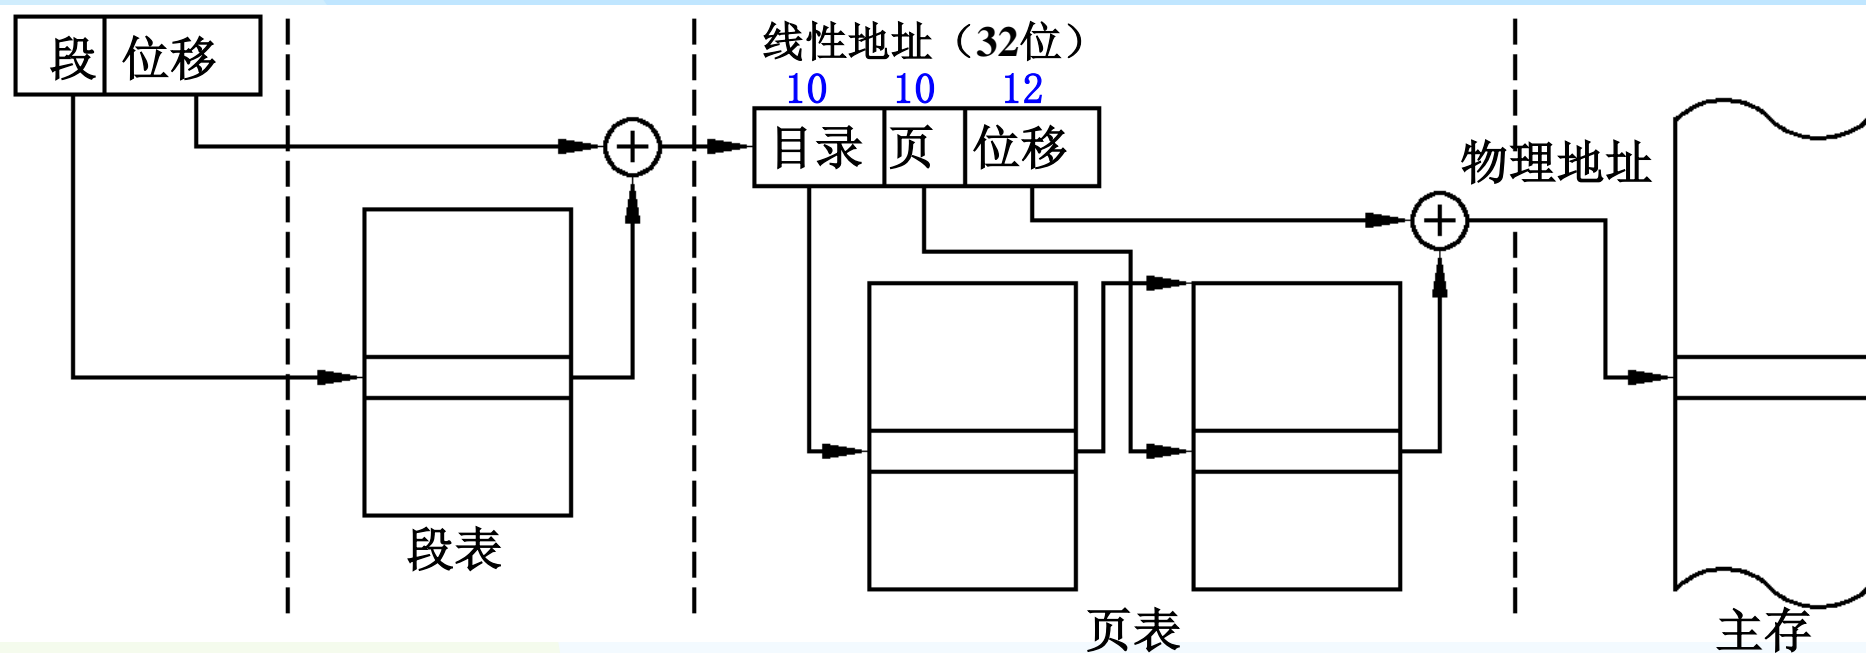 段 位移
线性地址（32位）
10 10 12
目录 页 位移
物理地址
段表
页表
主存